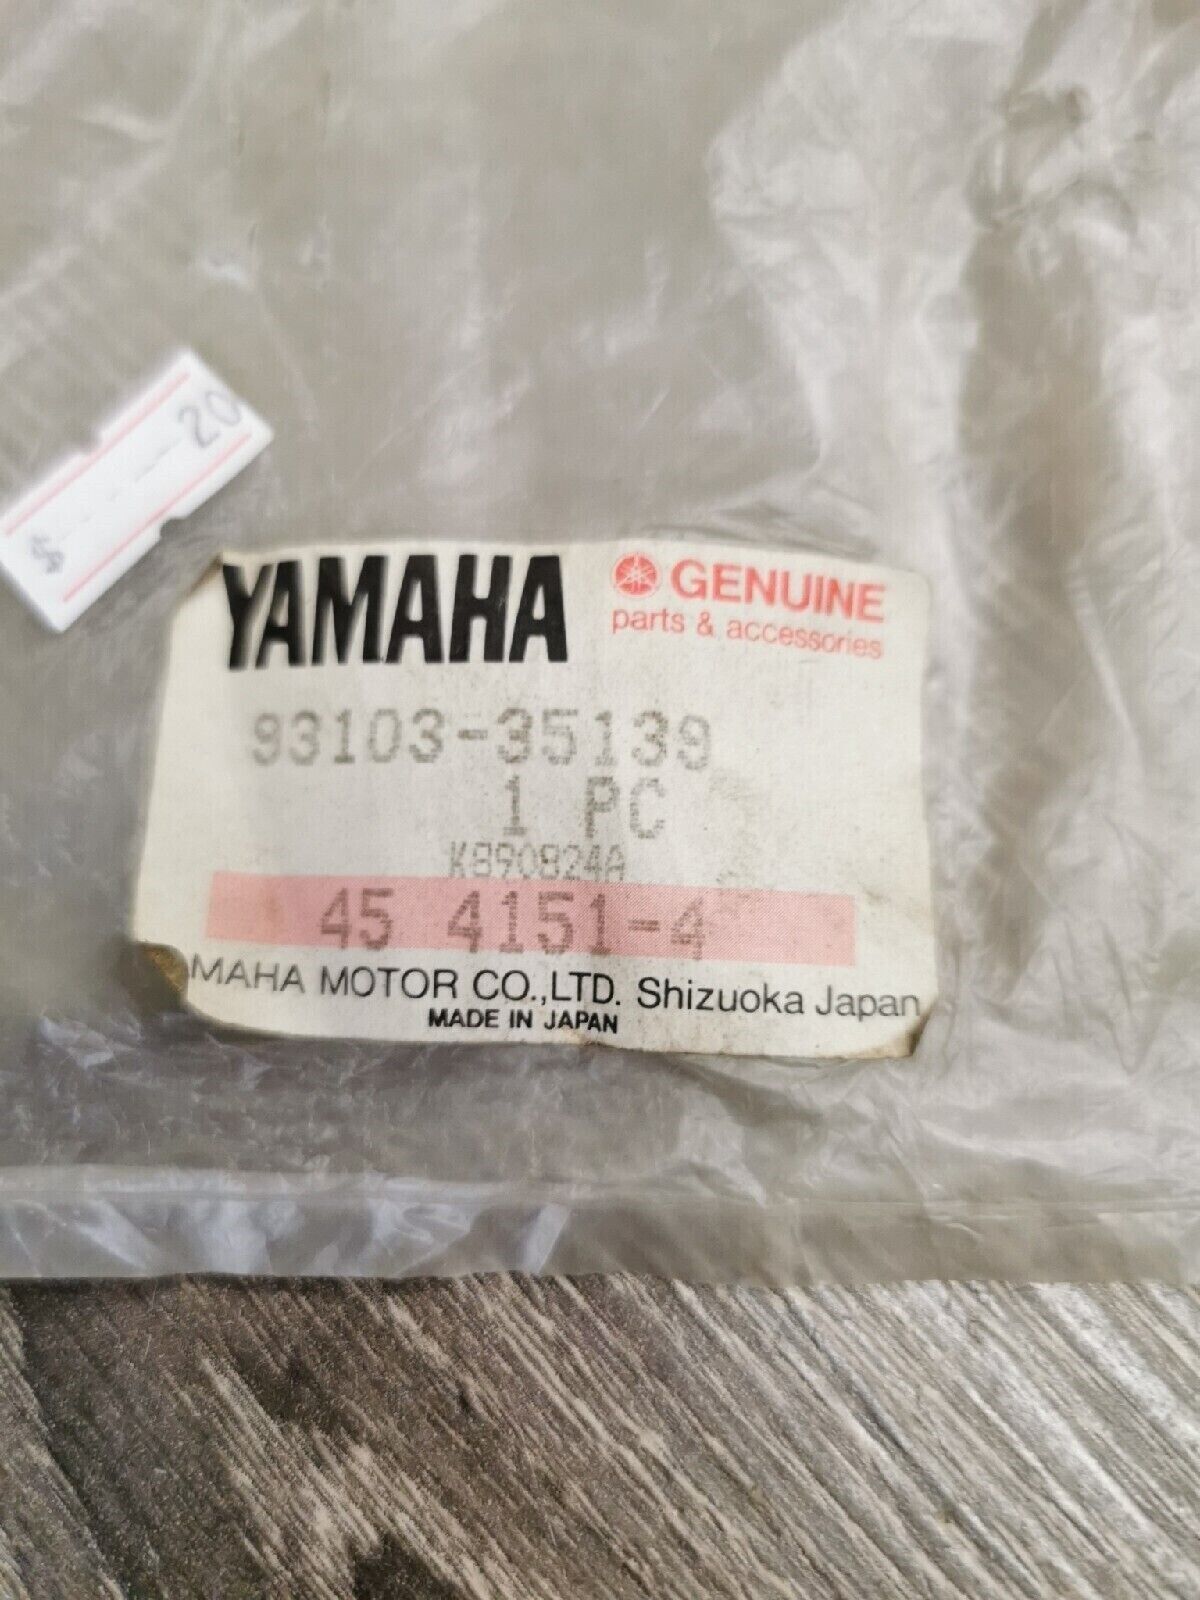 $ 20
YAMAHA
GENUINE
parts & accessories
93103-35139
1 PC
K890824A
45 4151-4
MAHA MOTOR CO.,LTD. Shizuoka Japan
MADE IN JAPAN